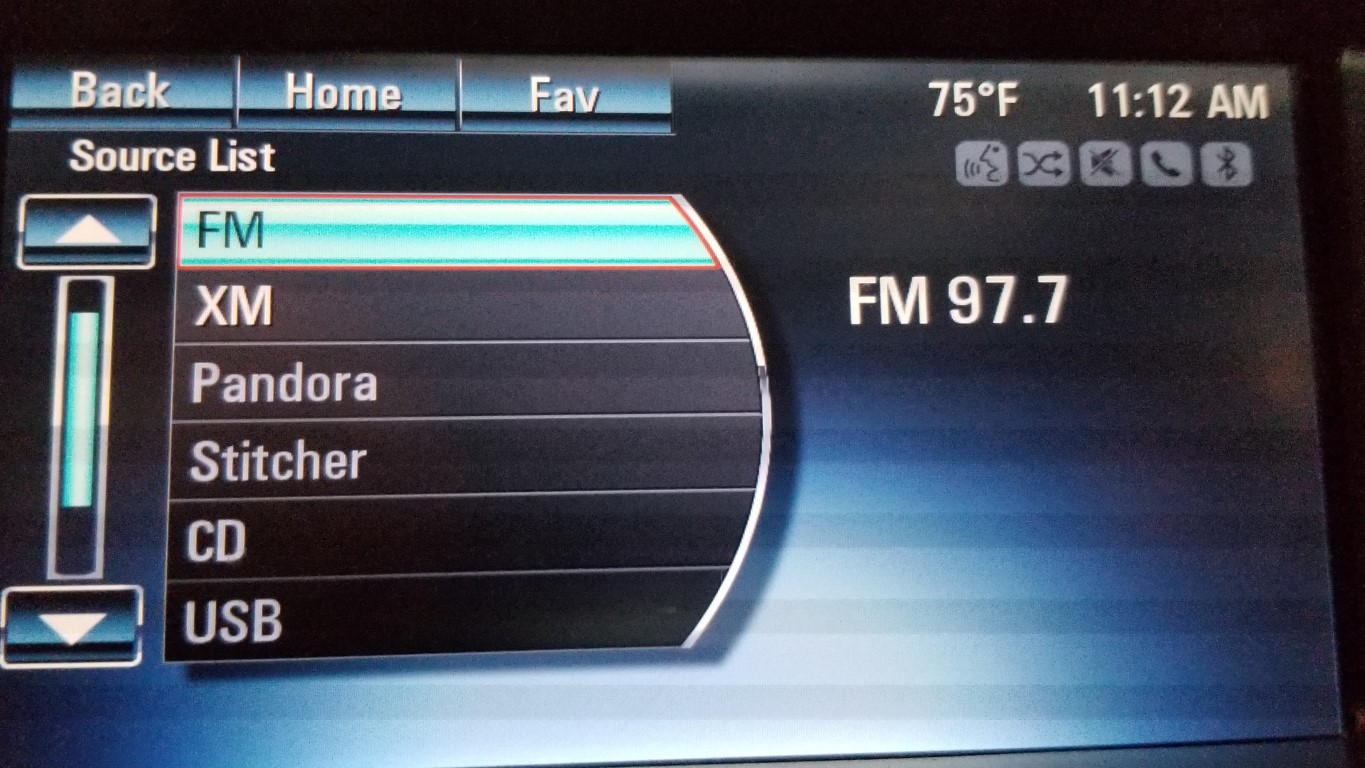 Back Home Fav 75°F 11:12 AM
Source List
FM
XM
Pandora
Stitcher
CD
USB
FM 97.7